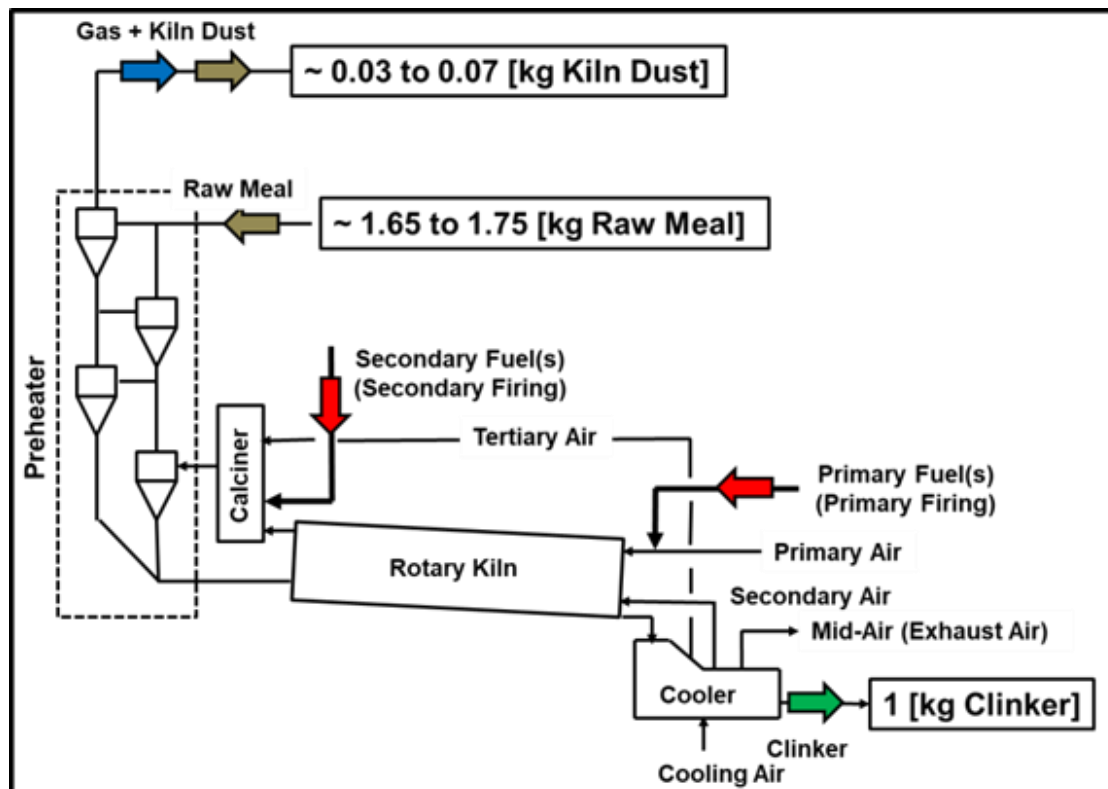 Gas + Kiln Dust
~ 0.03 to 0.07 [kg Kiln Dust]
Raw Meal
~ 1.65 to 1.75 [kg Raw Meal]
Preheater
Secondary Fuel(s)
(Secondary Firing)
Calciner
Tertiary Air
Primary Fuel(s)
(Primary Firing)
Primary Air
Rotary Kiln
Secondary Air
Mid-Air (Exhaust Air)
Cooler
1 [kg Clinker]
Clinker
Cooling Air